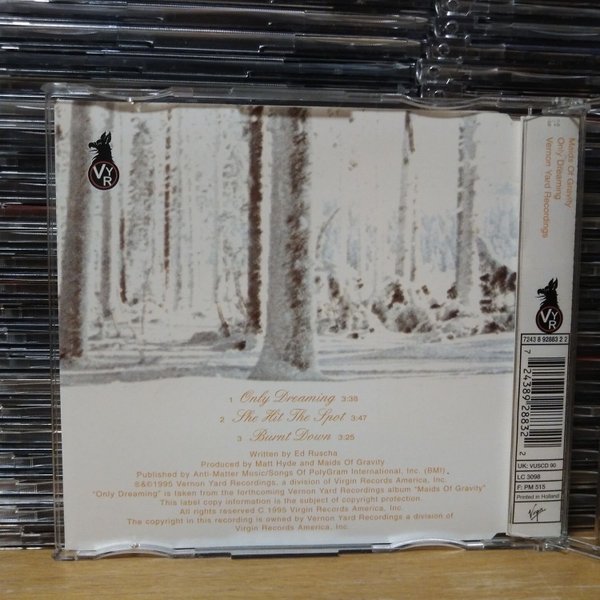 VYR
1 Only Dreaming 3:38
2 She Hit The Spot 3:47
3 Burnt Down 3:25
Written by Ed Ruscha
Produced by Matt Hyde and Maids Of Gravity
Published by Anti-Matter Music/Songs Of PolyGram International, Inc. (BMI).
℗&©1995 Vernon Yard Recordings, a division of Virgin Records America, Inc
"Only Dreaming" is taken from the forthcoming Vernon Yard Recordings album "Maids Of Gravity"
This label copy information is the subject of copyright protection.
All rights reserved © 1995 Virgin Records America, Inc.
The copyright in this recording is owned by Vernon Yard Recordings a division of
Virgin Records America, Inc.
Maids Of Gravity
Only Dreaming
Vernon Yard Recordings
VYR
7243 8 92883 2 2
7 24389 28832 2
UK: VUSCD 90
LC 3098
F: PM 515
Printed in Holland
Virgin